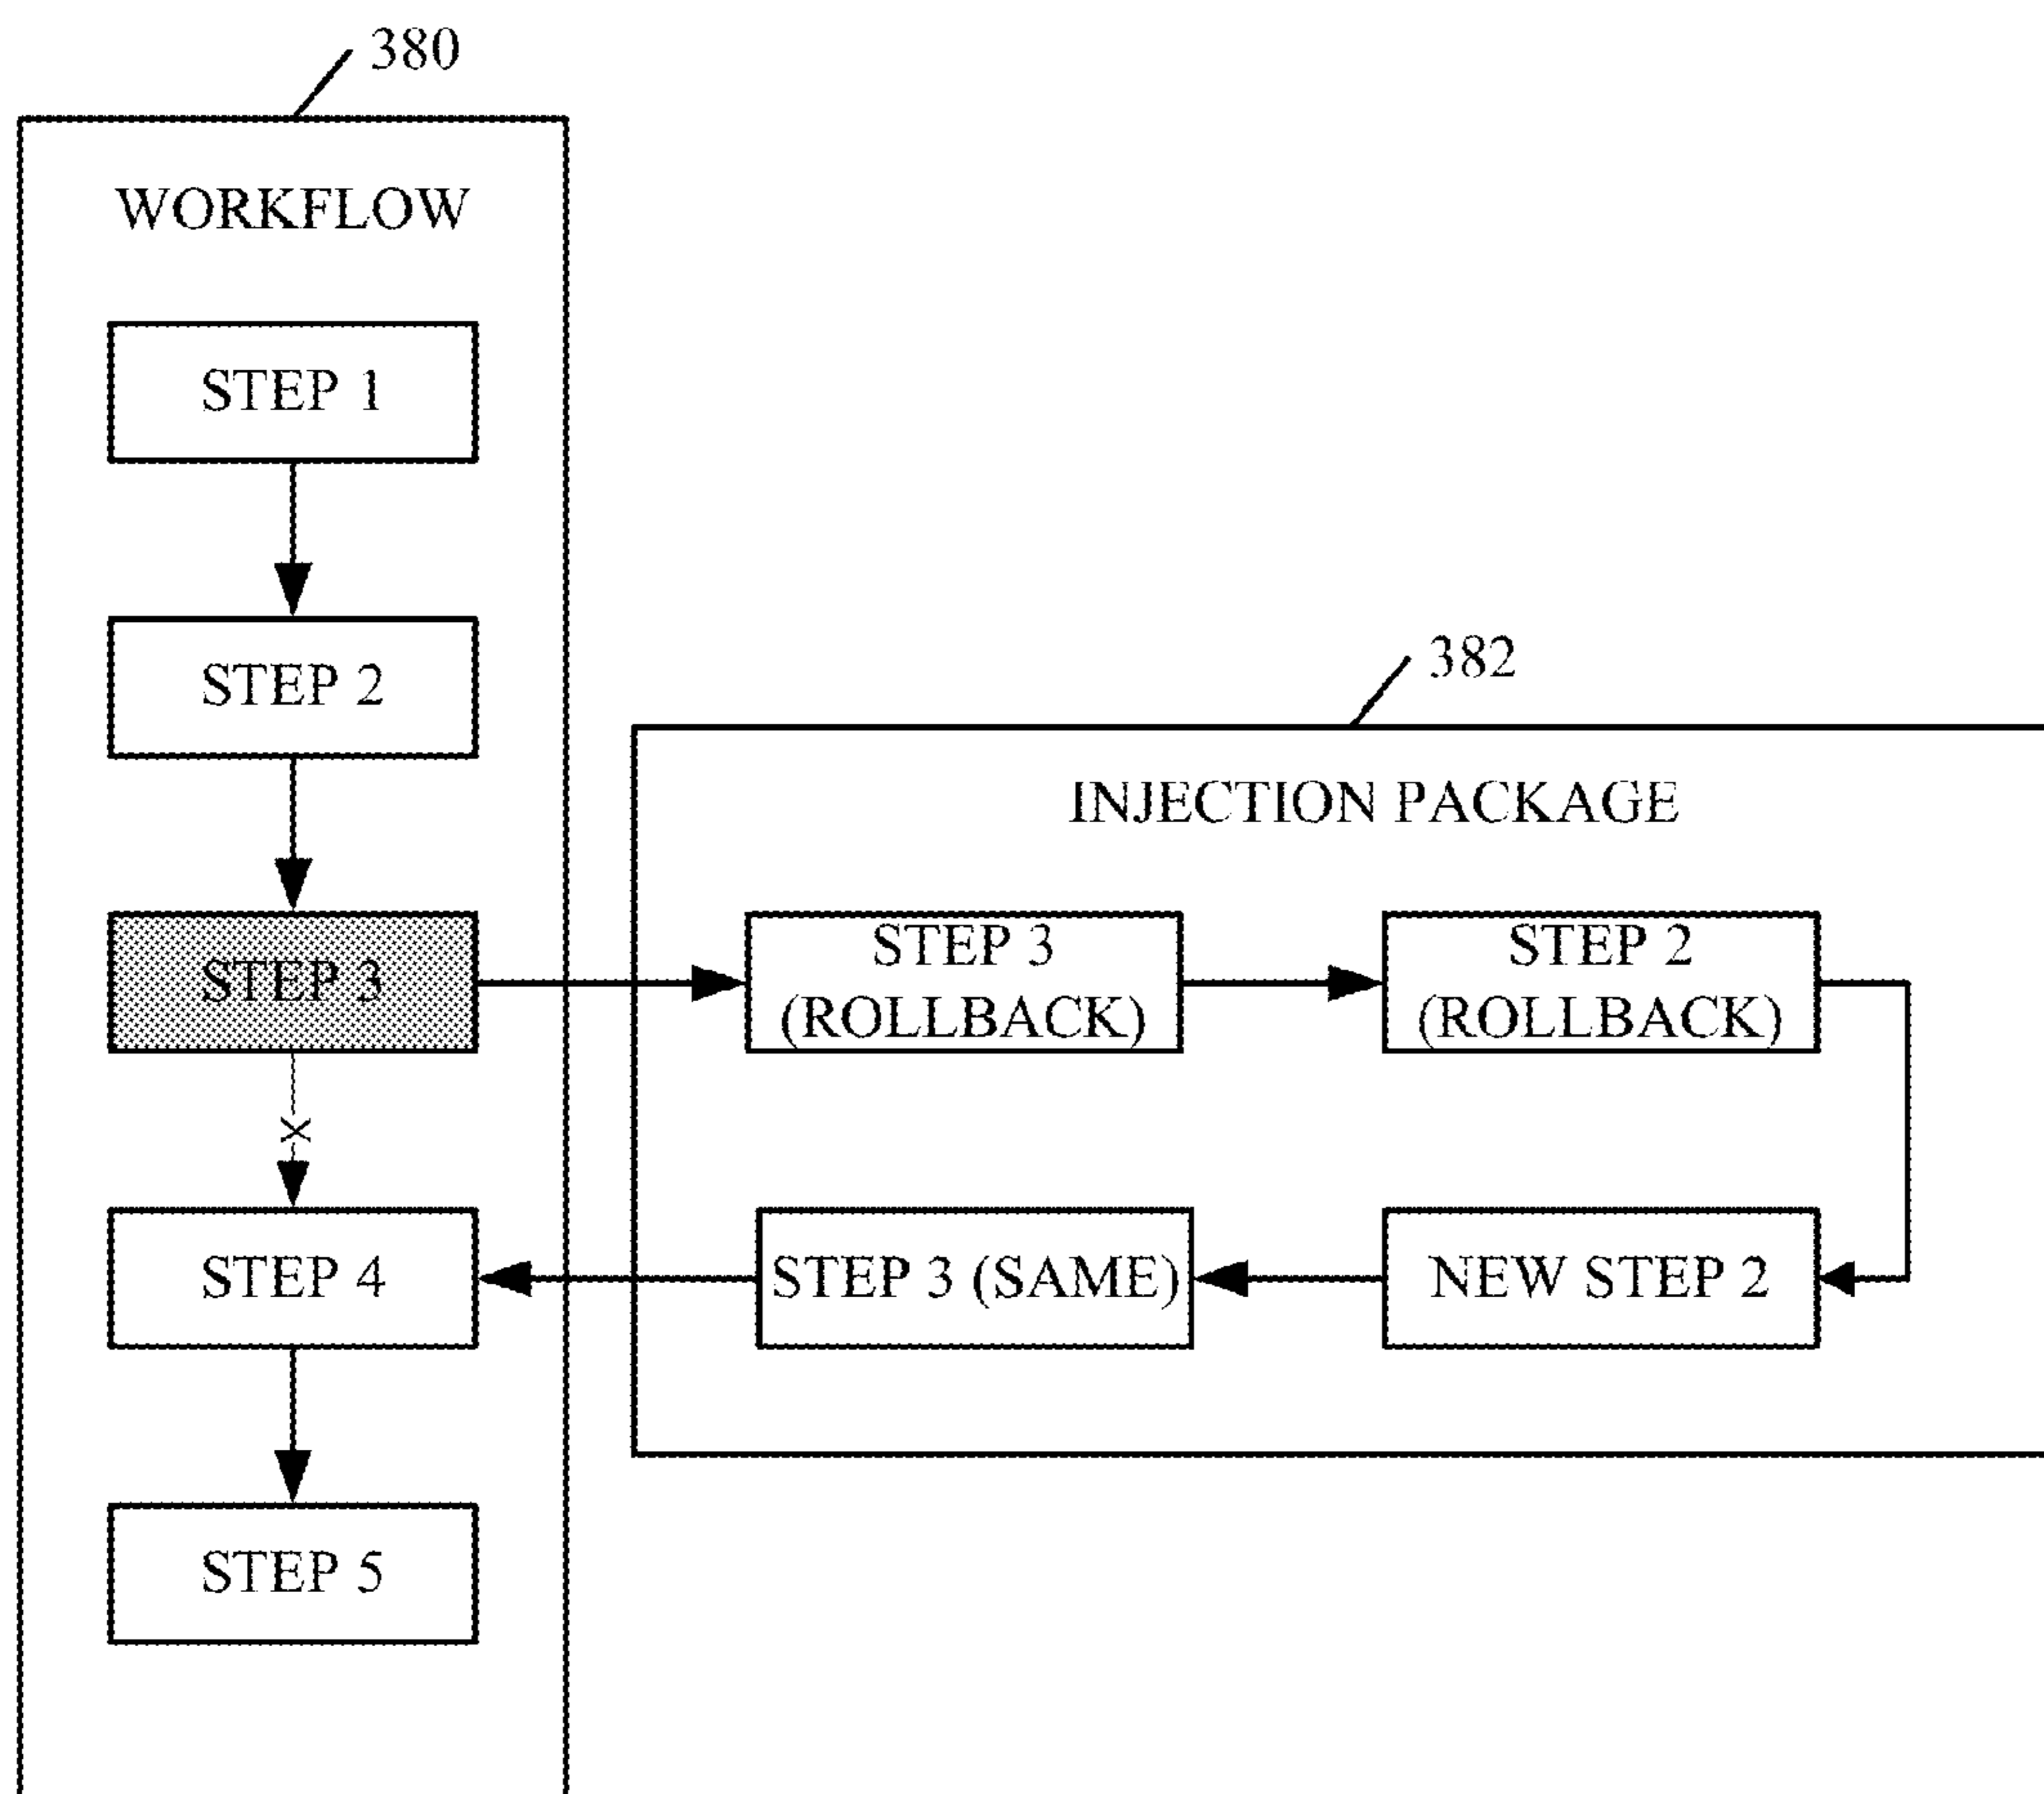 380
WORKFLOW
STEP 1
STEP 2
382
INJECTION PACKAGE
STEP 3
STEP 3
(ROLLBACK)
STEP 2
(ROLLBACK)
X
STEP 4
STEP 3 (SAME)
NEW STEP 2
STEP 5